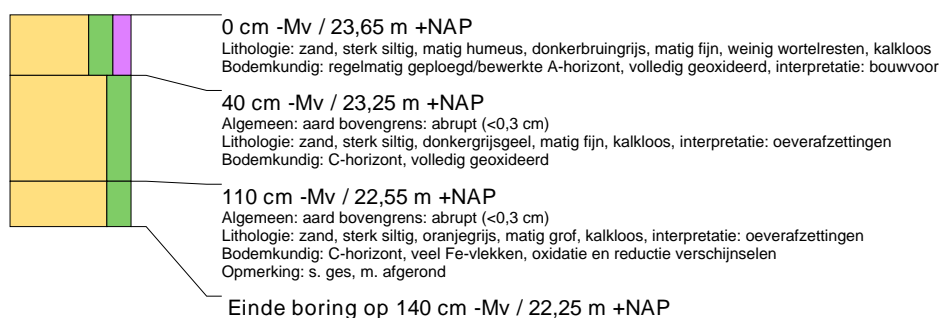 0 cm -Mv / 23,65 m +NAP
Lithologie: zand, sterk siltig, matig humeus, donkerbruingrijs, matig fijn, weinig wortelresten, kalkloos
Bodemkundig: regelmatig geploegd/bewerkte A-horizont, volledig geoxideerd, interpretatie: bouwvoor
40 cm -Mv / 23,25 m +NAP
Algemeen: aard bovengrens: abrupt (<0,3 cm)
Lithologie: zand, sterk siltig, donkergrijsgeel, matig fijn, kalkloos, interpretatie: oeverafzettingen
Bodemkundig: C-horizont, volledig geoxideerd
110 cm -Mv / 22,55 m +NAP
Algemeen: aard bovengrens: abrupt (<0,3 cm)
Lithologie: zand, sterk siltig, oranjegrijs, matig grof, kalkloos, interpretatie: oeverafzettingen
Bodemkundig: C-horizont, veel Fe-vlekken, oxidatie en reductie verschijnselen
Opmerking: s. ges, m. afgerond
Einde boring op 140 cm -Mv / 22,25 m +NAP